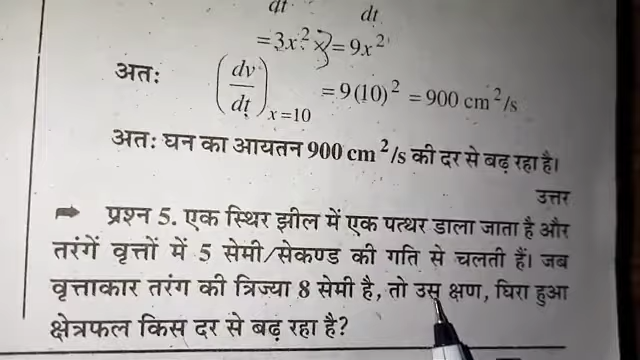 dt dt
=3x² × 3 = 9x²
अतः (dv/dt)x=10 = 9(10)² = 900 cm²/s
अतः घन का आयतन 900 cm²/s की दर से बढ़ रहा है।
उत्तर
➡ प्रश्न 5. एक स्थिर झील में एक पत्थर डाला जाता है और
तरंगें वृत्तों में 5 सेमी/सेकण्ड की गति से चलती हैं। जब
वृत्ताकार तरंग की त्रिज्या 8 सेमी है, तो उस क्षण, घिरा हुआ
क्षेत्रफल किस दर से बढ़ रहा है?